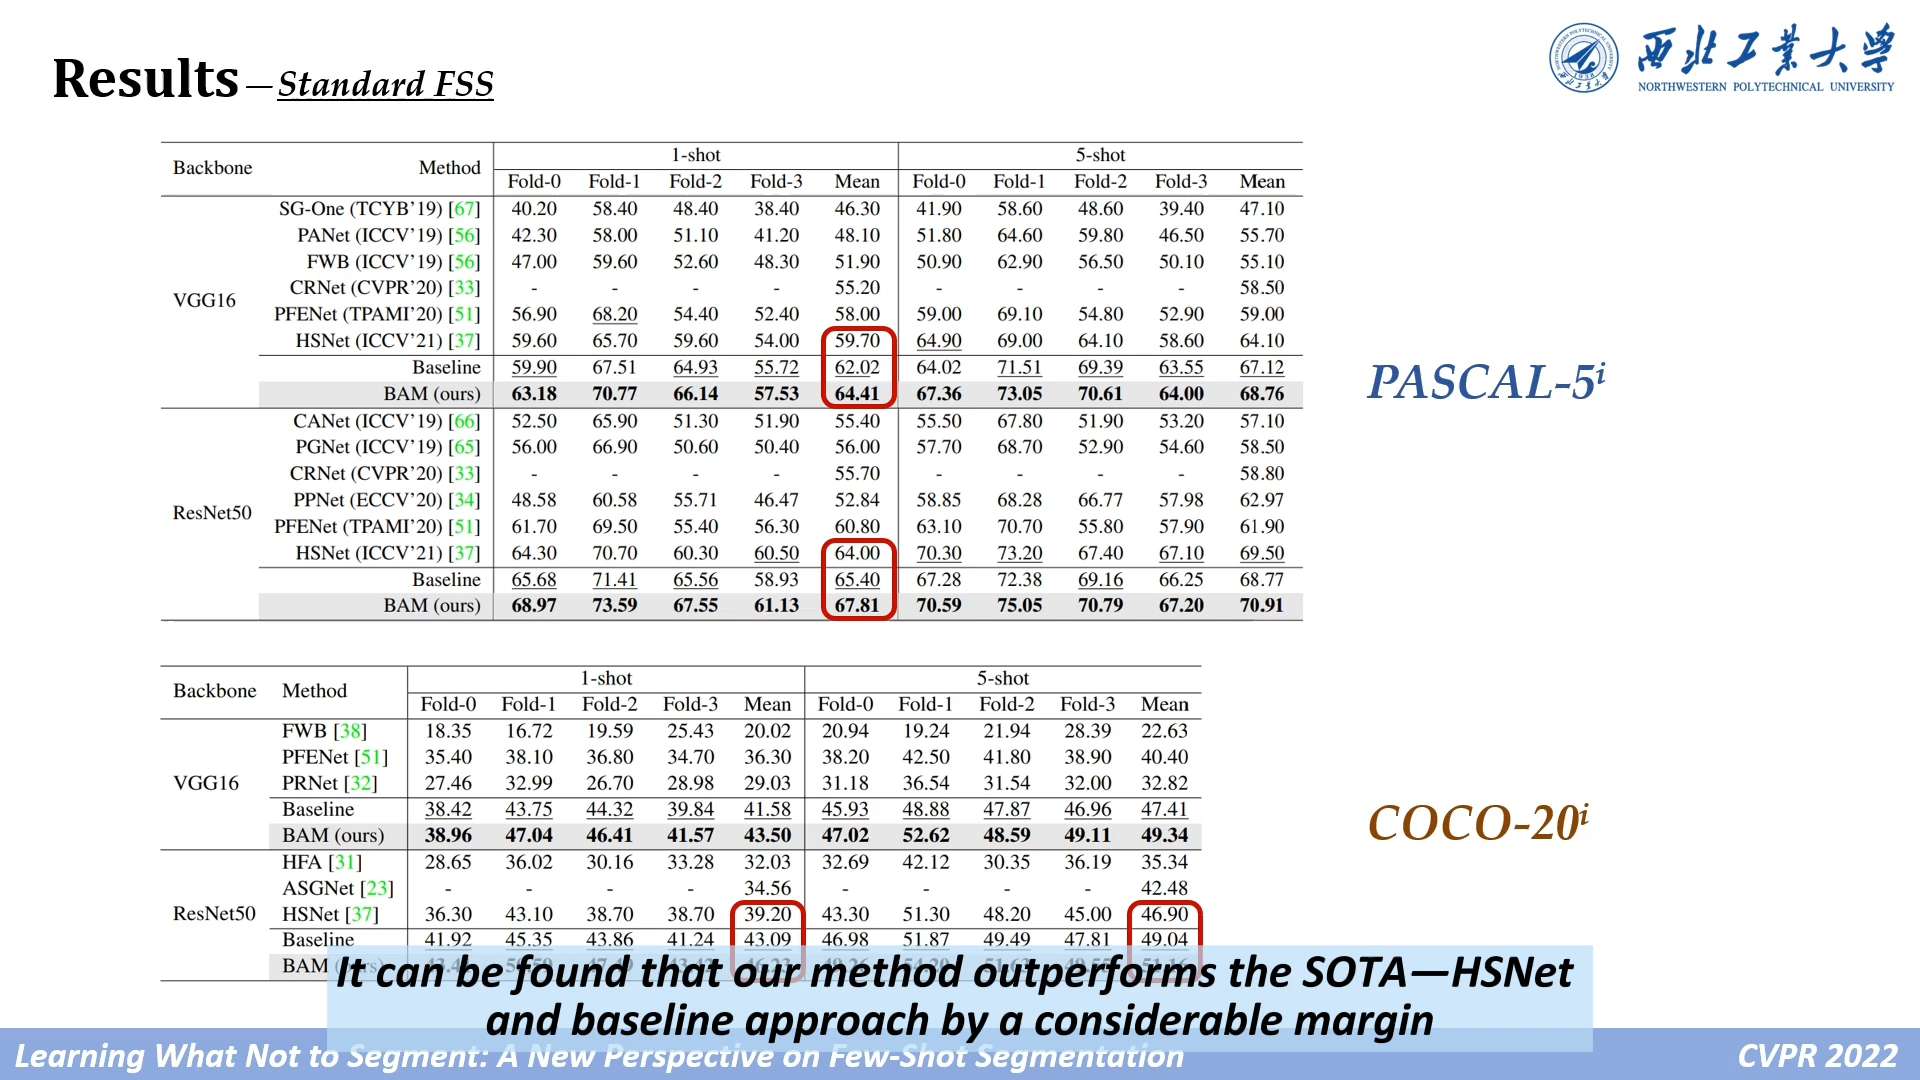 Results —Standard FSS
西北工业大学
NORTHWESTERN POLYTECHNICAL UNIVERSITY
Backbone Method 1-shot 5-shot
Fold-0 Fold-1 Fold-2 Fold-3 Mean Fold-0 Fold-1 Fold-2 Fold-3 Mean
VGG16
SG-One (TCYB'19) [67] 40.20 58.40 48.40 38.40 46.30 41.90 58.60 48.60 39.40 47.10
PANet (ICCV'19) [56] 42.30 58.00 51.10 41.20 48.10 51.80 64.60 59.80 46.50 55.70
FWB (ICCV'19) [56] 47.00 59.60 52.60 48.30 51.90 50.90 62.90 56.50 50.10 55.10
CRNet (CVPR'20) [33] - - - - 55.20 - - - - 58.50
PFENet (TPAMI'20) [51] 56.90 68.20 54.40 52.40 58.00 59.00 69.10 54.80 52.90 59.00
HSNet (ICCV'21) [37] 59.60 65.70 59.60 54.00 59.70 64.90 69.00 64.10 58.60 64.10
Baseline 59.90 67.51 64.93 55.72 62.02 64.02 71.51 69.39 63.55 67.12
BAM (ours) 63.18 70.77 66.14 57.53 64.41 67.36 73.05 70.61 64.00 68.76
ResNet50
CANet (ICCV'19) [66] 52.50 65.90 51.30 51.90 55.40 55.50 67.80 51.90 53.20 57.10
PGNet (ICCV'19) [65] 56.00 66.90 50.60 50.40 56.00 57.70 68.70 52.90 54.60 58.50
CRNet (CVPR'20) [33] - - - - 55.70 - - - - 58.80
PPNet (ECCV'20) [34] 48.58 60.58 55.71 46.47 52.84 58.85 68.28 66.77 57.98 62.97
PFENet (TPAMI'20) [51] 61.70 69.50 55.40 56.30 60.80 63.10 70.70 55.80 57.90 61.90
HSNet (ICCV'21) [37] 64.30 70.70 60.30 60.50 64.00 70.30 73.20 67.40 67.10 69.50
Baseline 65.68 71.41 65.56 58.93 65.40 67.28 72.38 69.16 66.25 68.77
BAM (ours) 68.97 73.59 67.55 61.13 67.81 70.59 75.05 70.79 67.20 70.91
PASCAL-5i
Backbone Method 1-shot 5-shot
Fold-0 Fold-1 Fold-2 Fold-3 Mean Fold-0 Fold-1 Fold-2 Fold-3 Mean
VGG16
FWB [38] 18.35 16.72 19.59 25.43 20.02 20.94 19.24 21.94 28.39 22.63
PFENet [51] 35.40 38.10 36.80 34.70 36.30 38.20 42.50 41.80 38.90 40.40
PRNet [32] 27.46 32.99 26.70 28.98 29.03 31.18 36.54 31.54 32.00 32.82
Baseline 38.42 43.75 44.32 39.84 41.58 45.93 48.88 47.87 46.96 47.41
BAM (ours) 38.96 47.04 46.41 41.57 43.50 47.02 52.62 48.59 49.11 49.34
ResNet50
HFA [31] 28.65 36.02 30.16 33.28 32.03 32.69 42.12 30.35 36.19 35.34
ASGNet [23] - - - - 34.56 - - - - 42.48
HSNet [37] 36.30 43.10 38.70 38.70 39.20 43.30 51.30 48.20 45.00 46.90
Baseline 41.92 45.35 43.86 41.24 43.09 46.98 51.87 49.49 47.81 49.04
BAM
COCO-20i
It can be found that our method outperforms the SOTA—HSNet
and baseline approach by a considerable margin
Learning What Not to Segment: A New Perspective on Few-Shot Segmentation
CVPR 2022